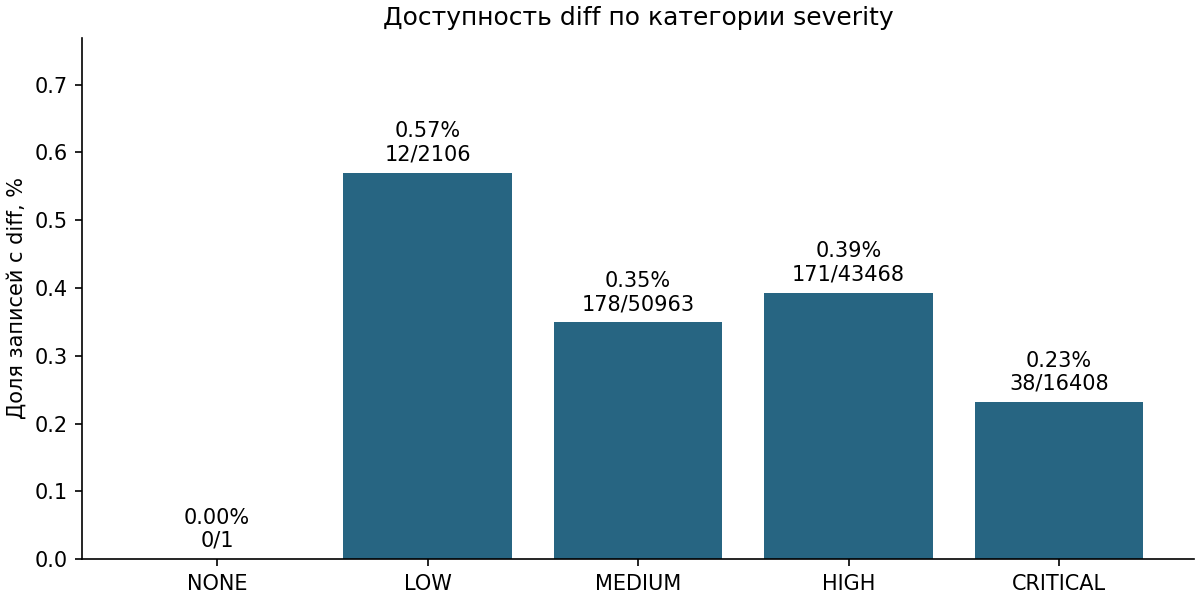 Доступность diff по категории severity
Доля записей с diff, %
0.7
0.6
0.5
0.4
0.3
0.2
0.1
0.0
0.00%
0/1
0.57%
12/2106
0.35%
178/50963
0.39%
171/43468
0.23%
38/16408
NONE
LOW
MEDIUM
HIGH
CRITICAL